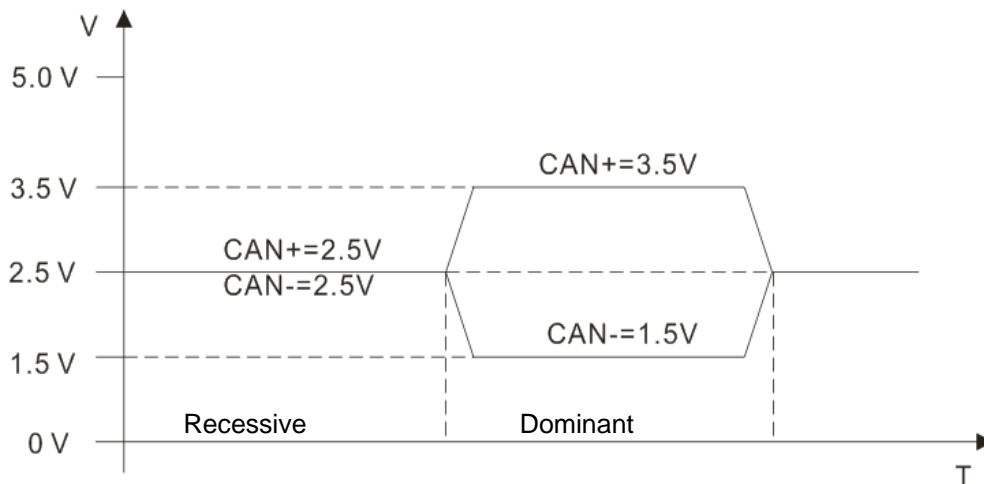 V
5.0 V
CAN+=3.5V
3.5 V
CAN+=2.5V
2.5 V
CAN-=2.5V
CAN-=1.5V
1.5 V
Recessive
Dominant
0 V
T